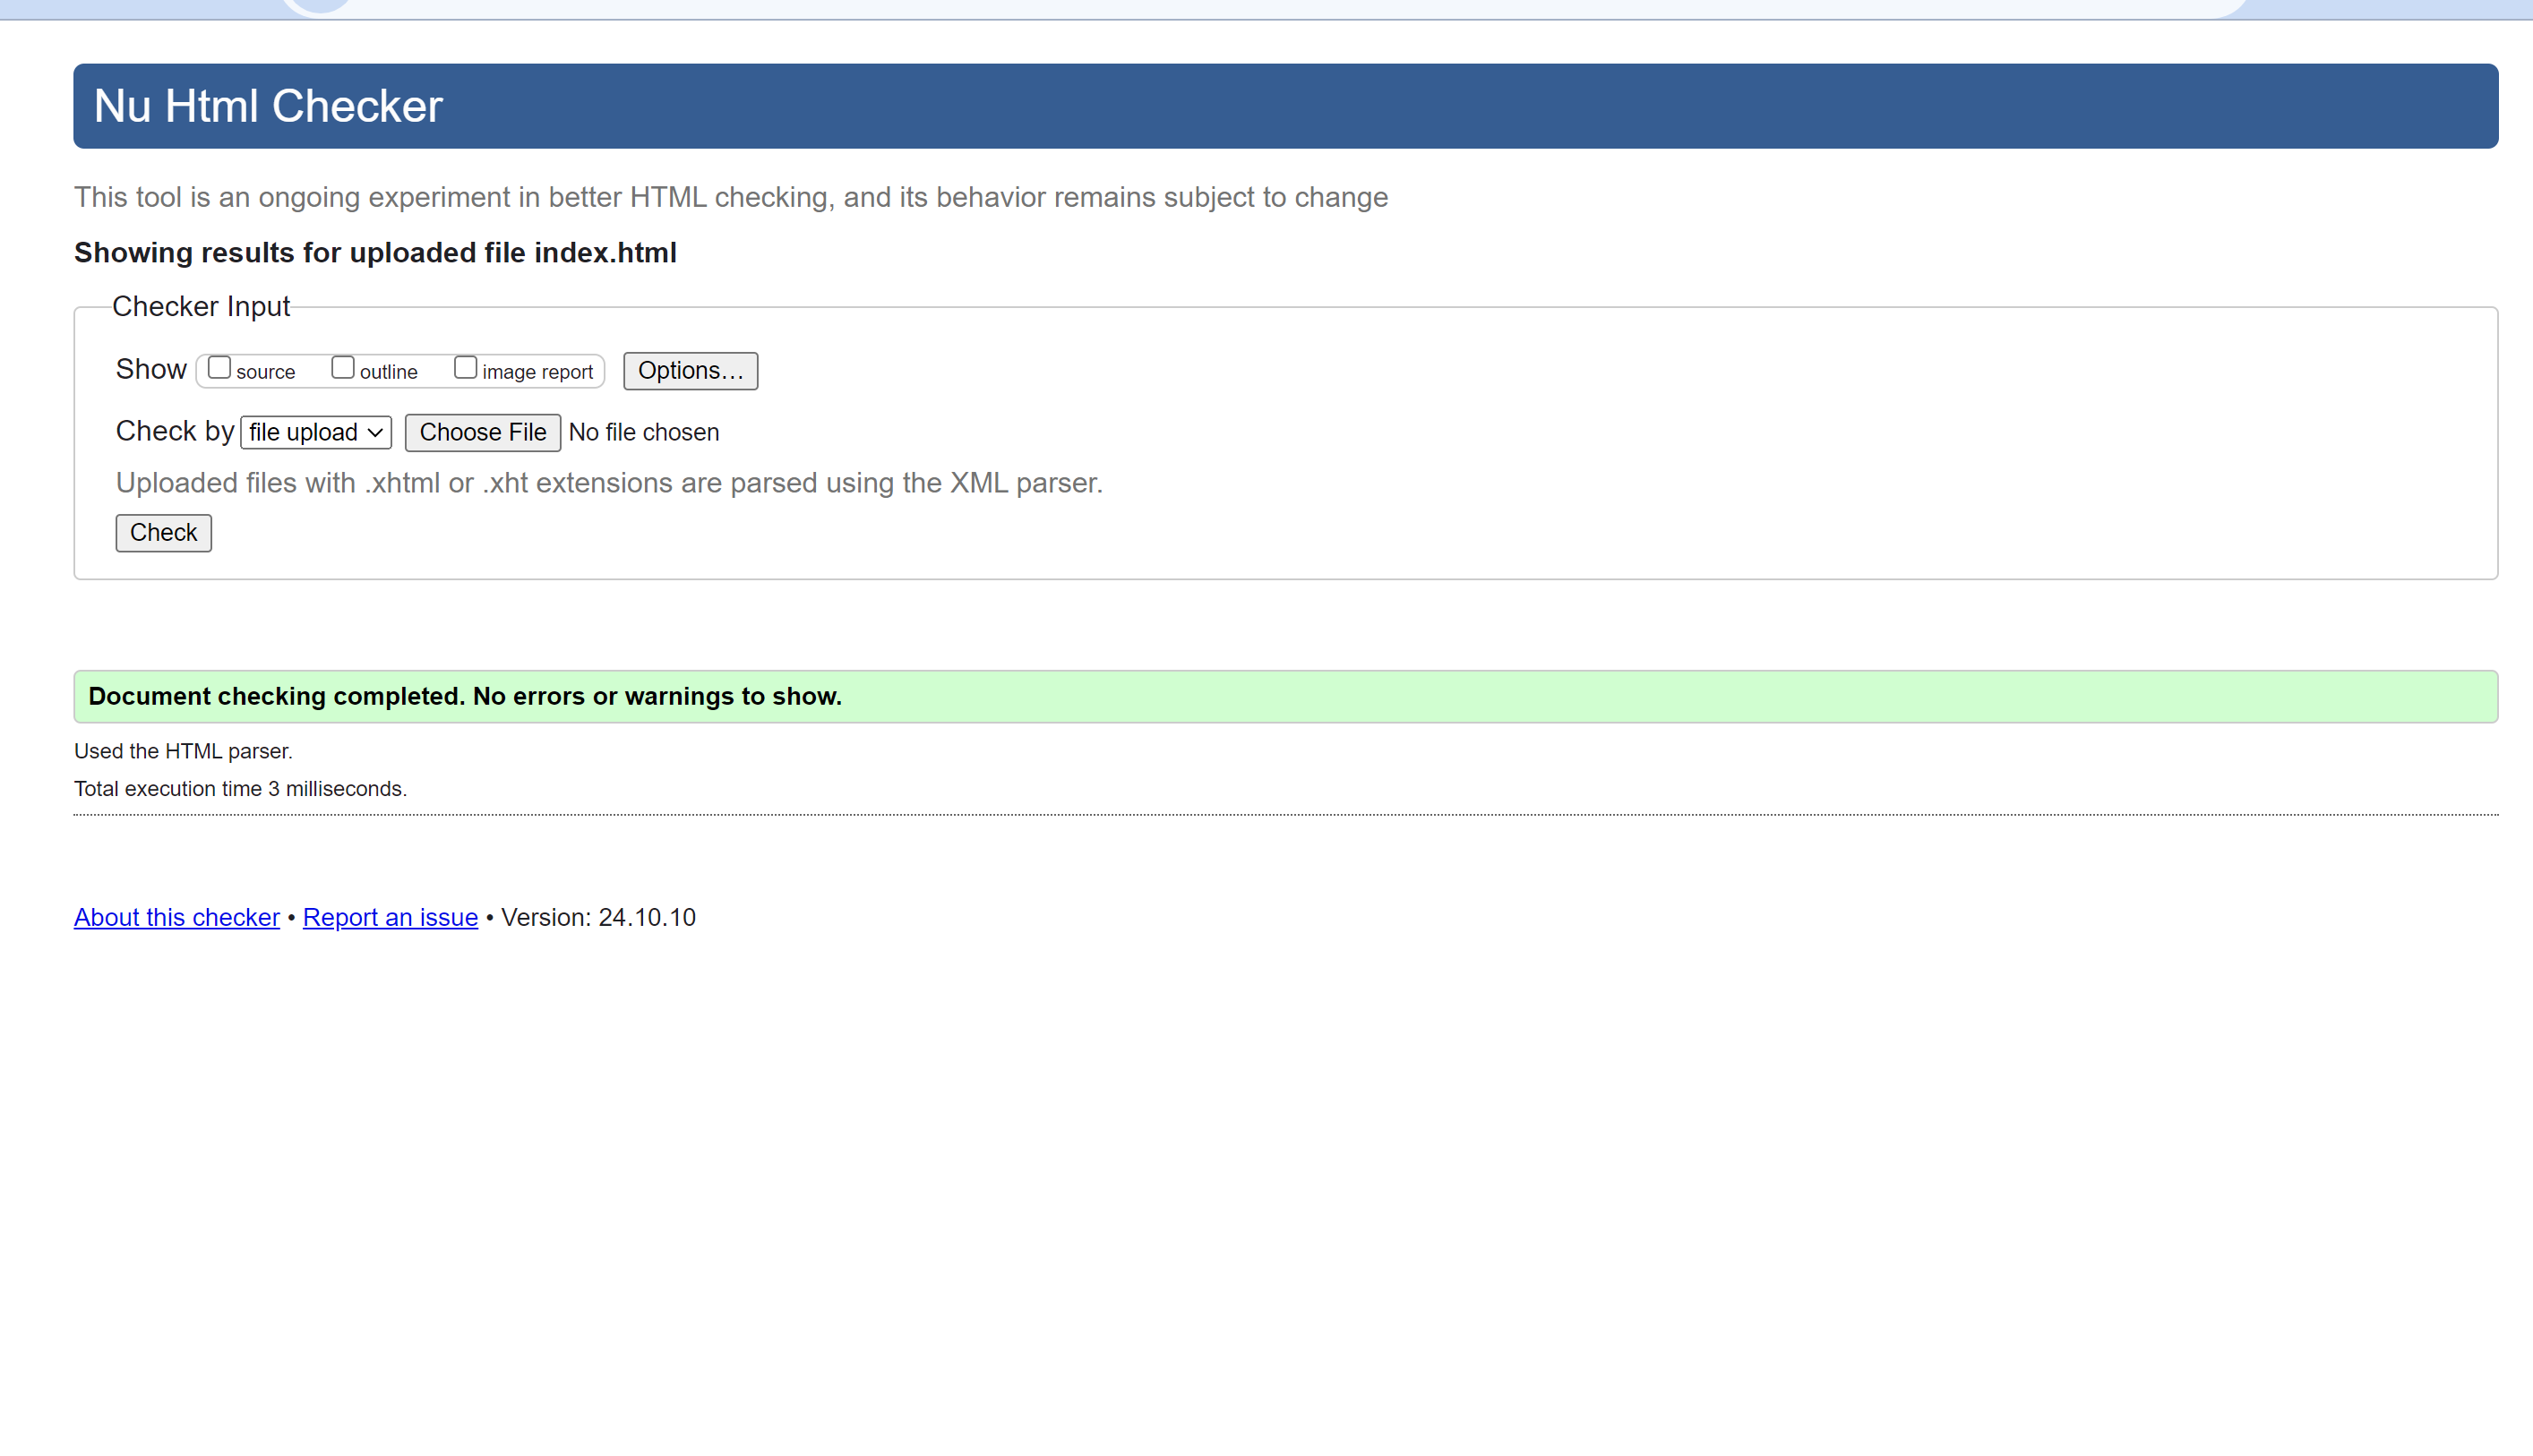 Nu Html Checker
This tool is an ongoing experiment in better HTML checking, and its behavior remains subject to change
Showing results for uploaded file index.html
Checker Input
Show source outline image report Options...
Check by file upload Choose File No file chosen
Uploaded files with .xhtml or .xht extensions are parsed using the XML parser.
Check
Document checking completed. No errors or warnings to show.
Used the HTML parser.
Total execution time 3 milliseconds.
About this checker • Report an issue • Version: 24.10.10